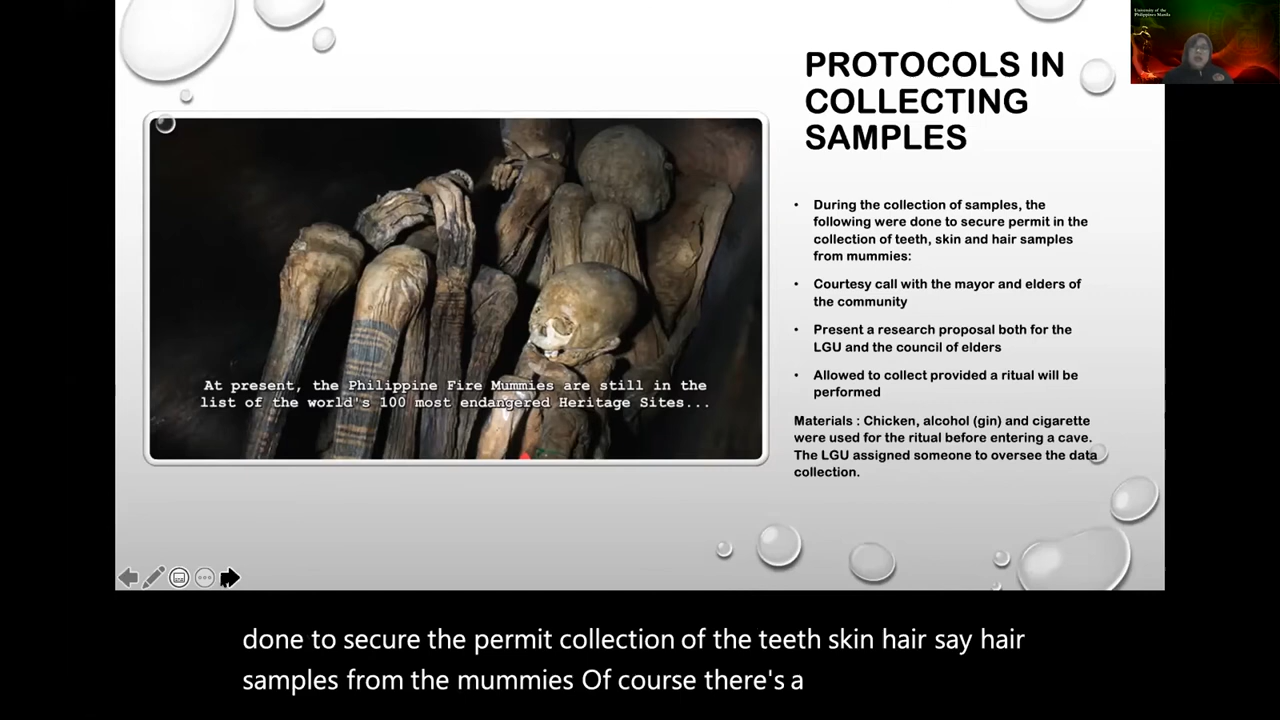 University of the
Philippines Manila
PROTOCOLS IN
COLLECTING
SAMPLES
• During the collection of samples, the
following were done to secure permit in the
collection of teeth, skin and hair samples
from mummies:
• Courtesy call with the mayor and elders of
the community
• Present a research proposal both for the
LGU and the council of elders
• Allowed to collect provided a ritual will be
performed
Materials : Chicken, alcohol (gin) and cigarette
were used for the ritual before entering a cave.
The LGU assigned someone to oversee the data
collection.
At present, the Philippine Fire Mummies are still in the
list of the world's 100 most endangered Heritage Sites...
done to secure the permit collection of the teeth skin hair say hair
samples from the mummies Of course there's a